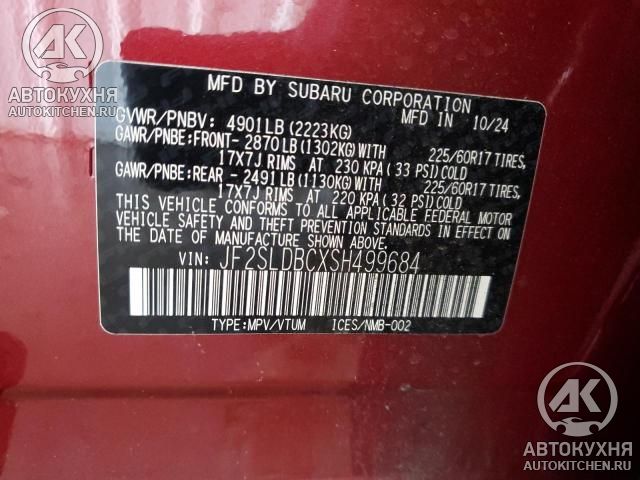 AK
АВТОКУХНЯ
AUTOKITCHEN.RU
MFD BY SUBARU CORPORATION
MFD IN 10/24
GVWR/PNBV: 4901LB(2223KG)
GAWR/PNBE:FRONT- 2870LB(1302KG)WITH 225/60R17 TIRES,
17X7J RIMS AT 230 KPA(33 PSI)COLD
GAWR/PNBE:REAR - 2491LB(1130KG)WITH 225/60R17 TIRES,
17X7J RIMS AT 220 KPA(32 PSI)COLD
THIS VEHICLE CONFORMS TO ALL APPLICABLE FEDERAL MOTOR
VEHICLE SAFETY AND THEFT PREVENTION STANDARDS IN EFFECT
ON THE DATE OF MANUFACTURE SHOWN ABOVE.
VIN: JF2SLDBCXSH499684
TYPE:MPV/VTUM ICES/NMB-002
AK
АВТОКУХНЯ
AUTOKITCHEN.RU